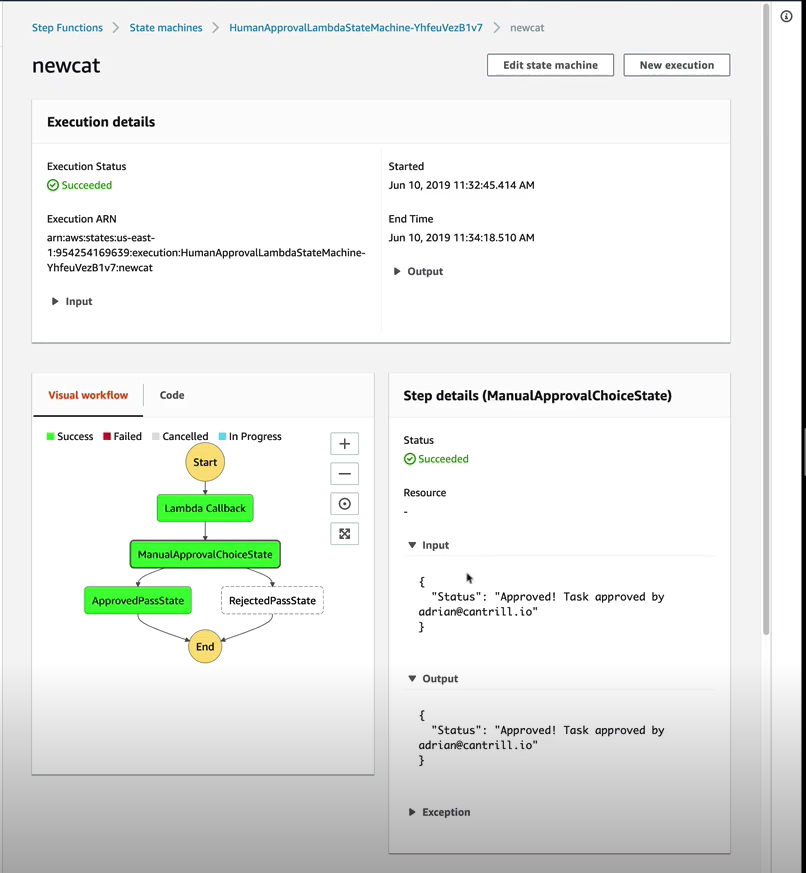 Step Functions > State machines > HumanApprovalLambdaStateMachine-YhfeuVezB1v7 > newcat
newcat
Edit state machine
New execution
Execution details
Execution Status
Succeeded
Execution ARN
arn:aws:states:us-east-
1:954254169639:execution:HumanApprovalLambdaStateMachine-
YhfeuVezB1v7:newcat
Input
Started
Jun 10, 2019 11:32:45.414 AM
End Time
Jun 10, 2019 11:34:18.510 AM
Output
Visual workflow
Code
Success
Failed
Cancelled
In Progress
Start
Lambda Callback
ManualApprovalChoiceState
ApprovedPassState
RejectedPassState
End
Step details (ManualApprovalChoiceState)
Status
Succeeded
Resource
-
Input
{
"Status": "Approved! Task approved by
adrian@cantrill.io"
}
Output
{
"Status": "Approved! Task approved by
adrian@cantrill.io"
}
Exception